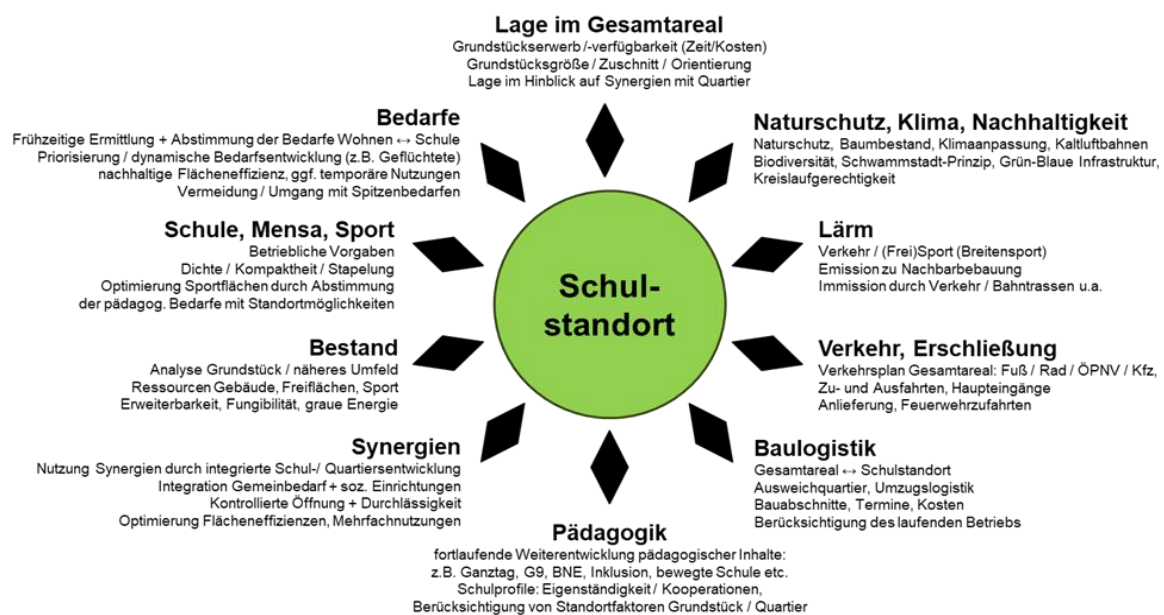 Lage im Gesamtareal
Grundstückserwerb /-verfügbarkeit (Zeit/Kosten)
Grundstücksgröße / Zuschnitt / Orientierung
Lage im Hinblick auf Synergien mit Quartier
Naturschutz, Klima, Nachhaltigkeit
Naturschutz, Baumbestand, Klimaanpassung, Kaltluftbahnen
Biodiversität, Schwammstadt-Prinzip, Grün-Blaue Infrastruktur,
Kreislaufgerechtigkeit
Lärm
Verkehr / (Frei)Sport (Breitensport)
Emission zu Nachbarbebauung
Immission durch Verkehr / Bahntrassen u.a.
Verkehr, Erschließung
Verkehrsplan Gesamtareal: Fuß / Rad / ÖPNV / Kfz,
Zu- und Ausfahrten, Haupteingänge
Anlieferung, Feuerwehrzufahrten
Baulogistik
Gesamtareal ↔ Schulstandort
Ausweichquartier, Umzugslogistik
Bauabschnitte, Termine, Kosten
Berücksichtigung des laufenden Betriebs
Pädagogik
fortlaufende Weiterentwicklung pädagogischer Inhalte:
z.B. Ganztag, G9, BNE, Inklusion, bewegte Schule etc.
Schulprofile: Eigenständigkeit / Kooperationen,
Berücksichtigung von Standortfaktoren Grundstück / Quartier
Synergien
Nutzung Synergien durch integrierte Schul-/ Quartiersentwicklung
Integration Gemeinbedarf + soz. Einrichtungen
Kontrollierte Öffnung + Durchlässigkeit
Optimierung Flächeneffizienzen, Mehrfachnutzungen
Bestand
Analyse Grundstück / näheres Umfeld
Ressourcen Gebäude, Freiflächen, Sport
Erweiterbarkeit, Fungibilität, graue Energie
Schule, Mensa, Sport
Betriebliche Vorgaben
Dichte / Kompaktheit / Stapelung
Optimierung Sportflächen durch Abstimmung
der pädagog. Bedarfe mit Standortmöglichkeiten
Bedarfe
Frühzeitige Ermittlung + Abstimmung der Bedarfe Wohnen ↔ Schule
Priorisierung / dynamische Bedarfsentwicklung (z.B. Geflüchtete)
nachhaltige Flächeneffizienz, ggf. temporäre Nutzungen
Vermeidung / Umgang mit Spitzenbedarfen
Schul-
standort